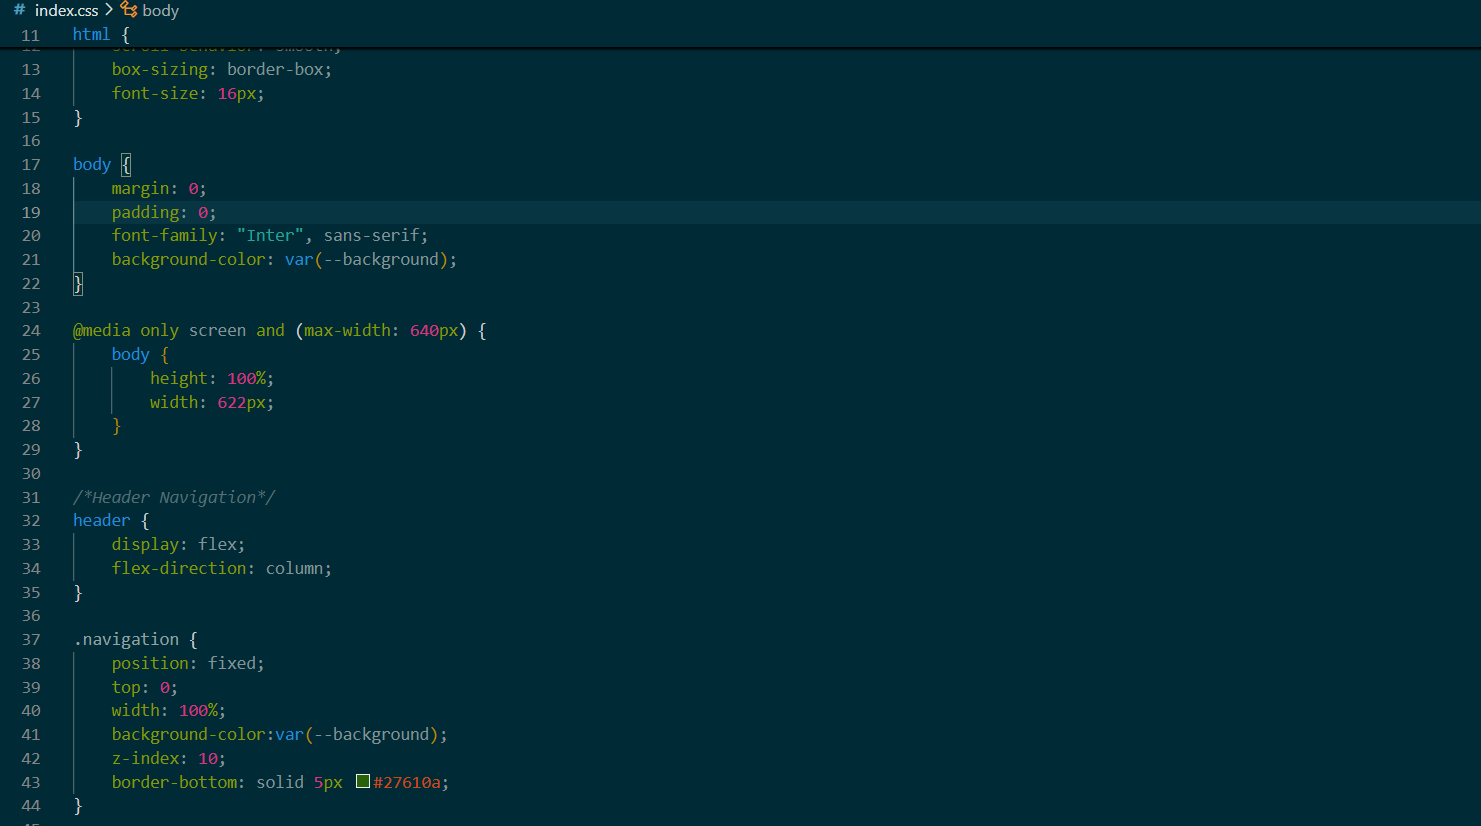 # index.css > body
11 html {
13 box-sizing: border-box;
14 font-size: 16px;
15 }
16
17 body {
18 margin: 0;
19 padding: 0;
20 font-family: "Inter", sans-serif;
21 background-color: var(--background);
22 }
23
24 @media only screen and (max-width: 640px) {
25 body {
26 height: 100%;
27 width: 622px;
28 }
29 }
30
31 /*Header Navigation*/
32 header {
33 display: flex;
34 flex-direction: column;
35 }
36
37 .navigation {
38 position: fixed;
39 top: 0;
40 width: 100%;
41 background-color:var(--background);
42 z-index: 10;
43 border-bottom: solid 5px #27610a;
44 }